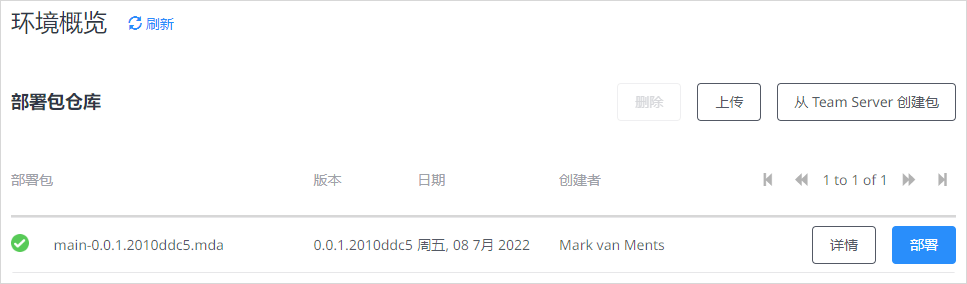 环境概览 刷新
部署包仓库 删除 上传 从 Team Server 创建包
部署包 版本 日期 创建者 1 to 1 of 1
main-0.0.1.2010ddc5.mda 0.0.1.2010ddc5 周五, 08 7月 2022 Mark van Ments 详情 部署